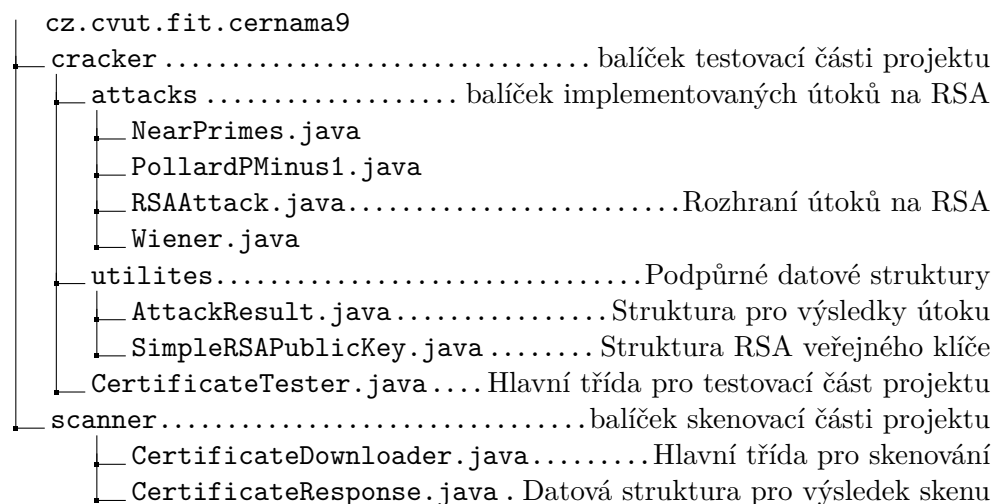 cz.cvut.fit.cernama9
cracker.................................balíček testovací části projektu
attacks...................balíček implementovaných útoků na RSA
NearPrimes.java
PollardPMinus1.java
RSAAttack.java.........................Rozhraní útoků na RSA
Wiener.java
utilites................................Podpůrné datové struktury
AttackResult.java................Struktura pro výsledky útoku
SimpleRSAPublicKey.java........Struktura RSA veřejného klíče
CertificateTester.java....Hlavní třída pro testovací část projektu
scanner................................balíček skenovací části projektu
CertificateDownloader.java.........Hlavní třída pro skenování
CertificateResponse.java.Datová struktura pro výsledek skenu